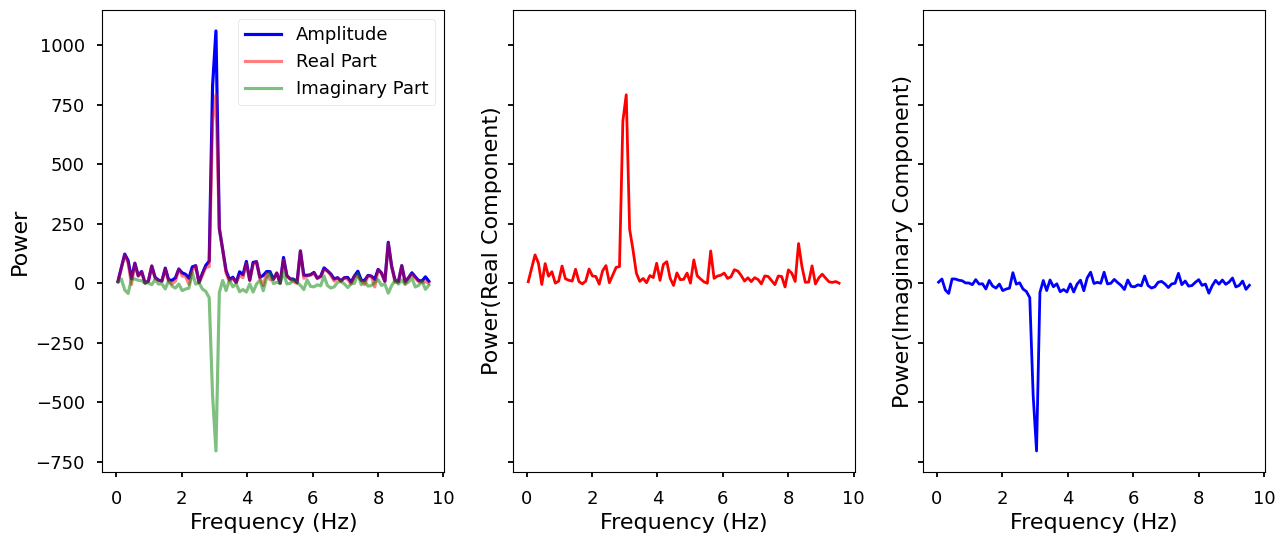 Power
1000
750
500
250
0
−250
−500
−750
Amplitude
Real Part
Imaginary Part
0 2 4 6 8 10
Frequency (Hz)
Power(Real Component)
0 2 4 6 8 10
Frequency (Hz)
Power(Imaginary Component)
0 2 4 6 8 10
Frequency (Hz)